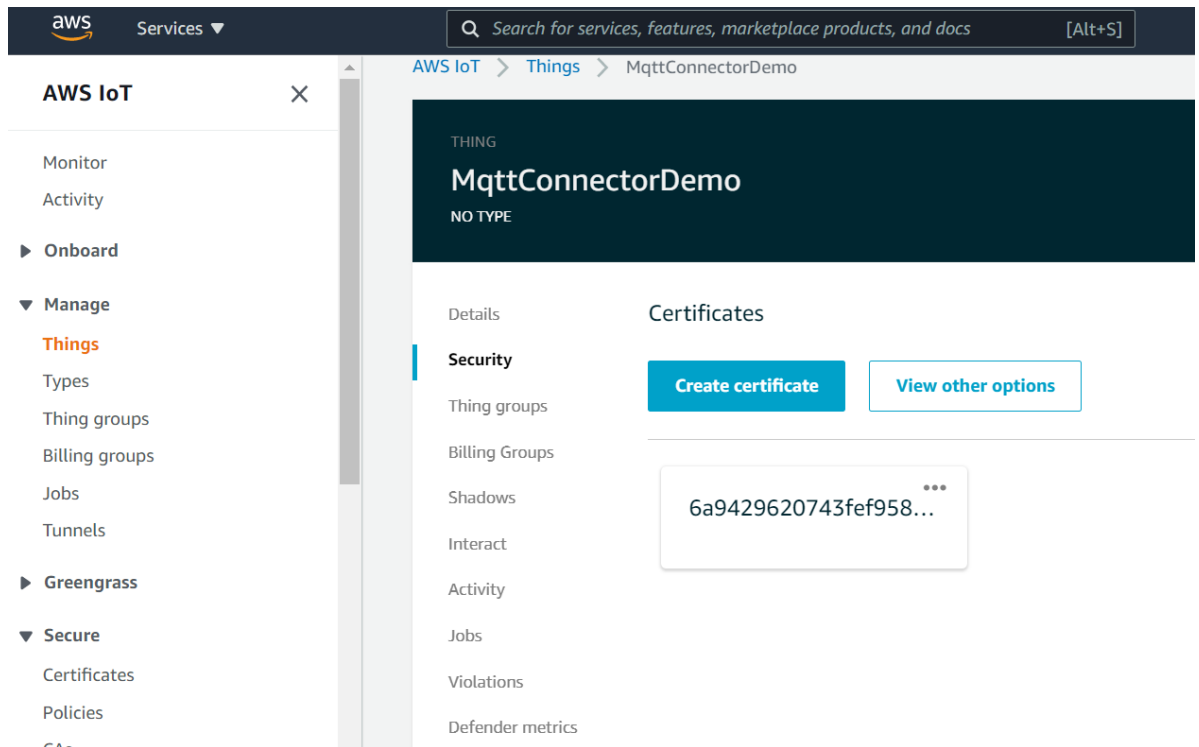 aws
Services
Search for services, features, marketplace products, and docs
[Alt+S]
AWS IoT
Monitor
Activity
Onboard
Manage
Things
Types
Thing groups
Billing groups
Jobs
Tunnels
Greengrass
Secure
Certificates
Policies
AWS IoT > Things > MqttConnectorDemo
THING
MqttConnectorDemo
NO TYPE
Details
Security
Thing groups
Billing Groups
Shadows
Interact
Activity
Jobs
Violations
Defender metrics
Certificates
Create certificate
View other options
6a9429620743fef958...